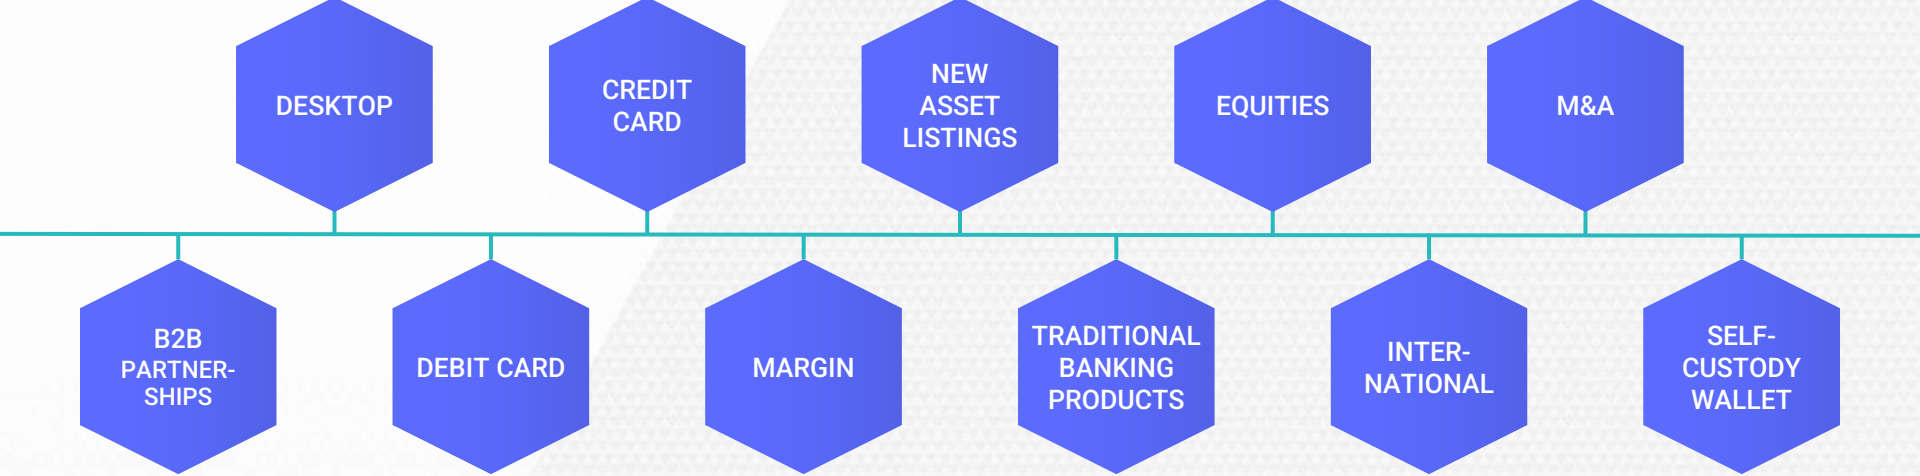 DESKTOP
CREDIT
CARD
NEW
ASSET
LISTINGS
EQUITIES
M&A
B2B
PARTNER-
SHIPS
DEBIT CARD
MARGIN
TRADITIONAL
BANKING
PRODUCTS
INTER-
NATIONAL
SELF-
CUSTODY
WALLET